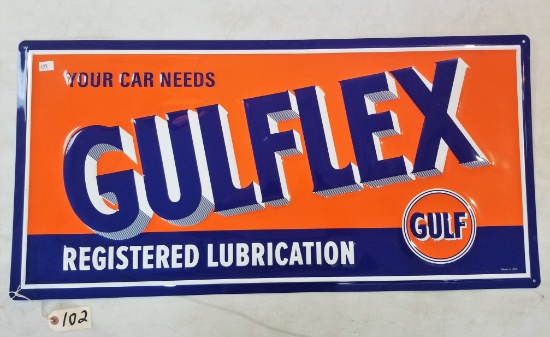 YOUR CAR NEEDS
GULFLEX
GULF
REGISTERED LUBRICATION
102